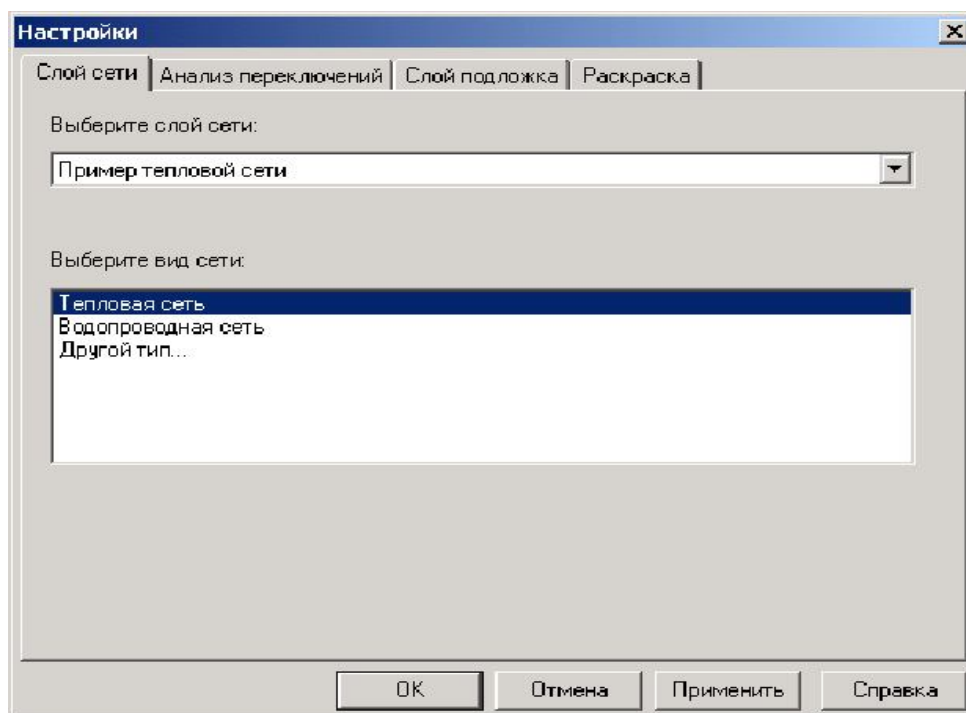 Настройки
Слой сети Анализ переключений Слой подложка Раскраска
Выберите слой сети:
Пример тепловой сети
Выберите вид сети:
Тепловая сеть
Водопроводная сеть
Другой тип...
OK Отмена Применить Справка